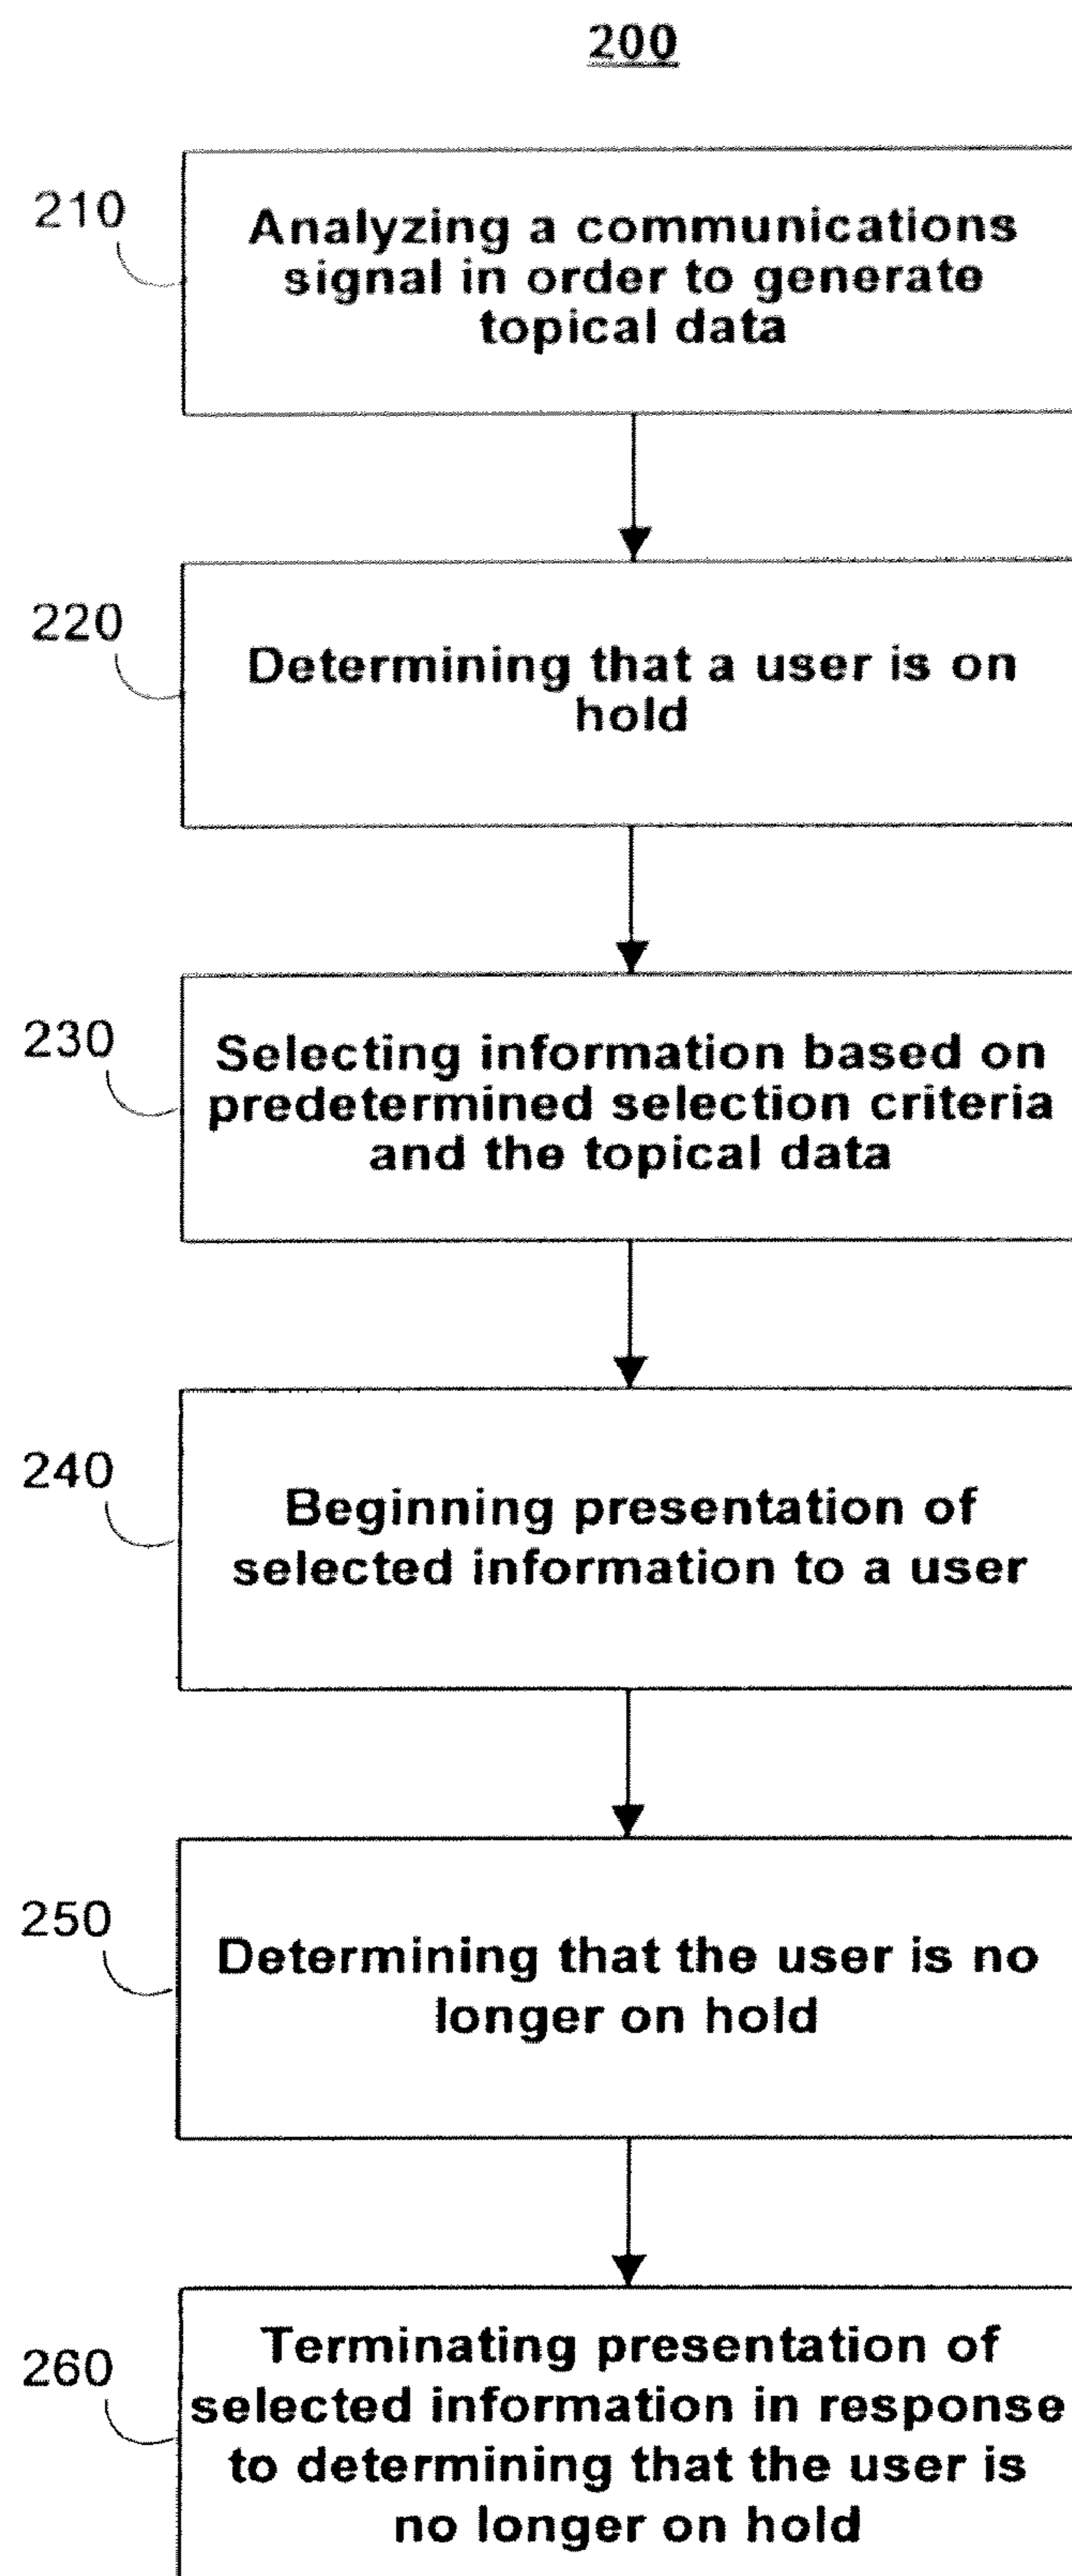 200
210
Analyzing a communications
signal in order to generate
topical data
220
Determining that a user is on
hold
230
Selecting information based on
predetermined selection criteria
and the topical data
240
Beginning presentation of
selected information to a user
250
Determining that the user is no
longer on hold
260
Terminating presentation of
selected information in response
to determining that the user is
no longer on hold